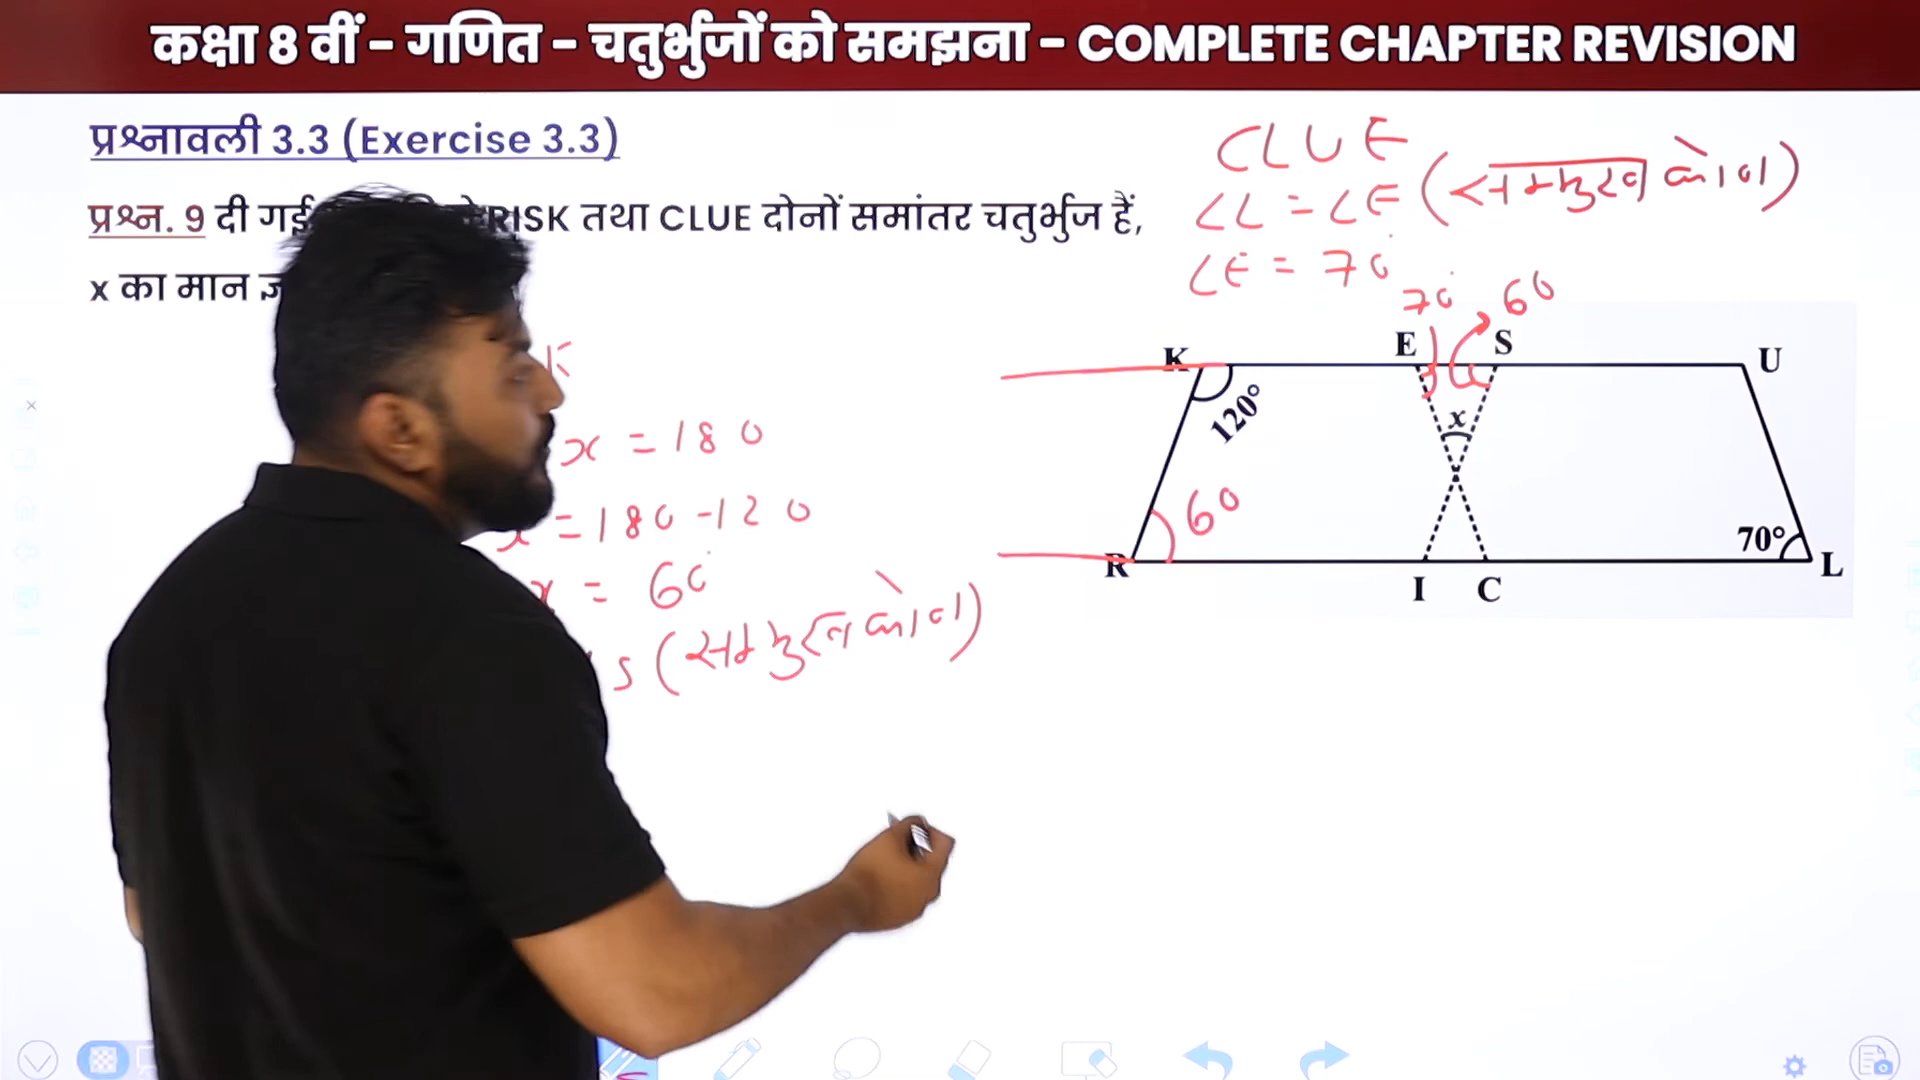 कक्षा 8 वीं - गणित - चतुर्भुजों को समझना - COMPLETE CHAPTER REVISION
प्रश्नावली 3.3 (Exercise 3.3)
प्रश्न. 9 दी गई RISK तथा CLUE दोनों समांतर चतुर्भुज हैं,
x का मान
CLUE
∠L = ∠E (सम्मुख कोण)
∠E = 70°
70° 60
K E S U
120°
x
60
70°
R I C L
K
x = 180
x = 180 - 120
x = 60°
S (सम्मुख कोण)